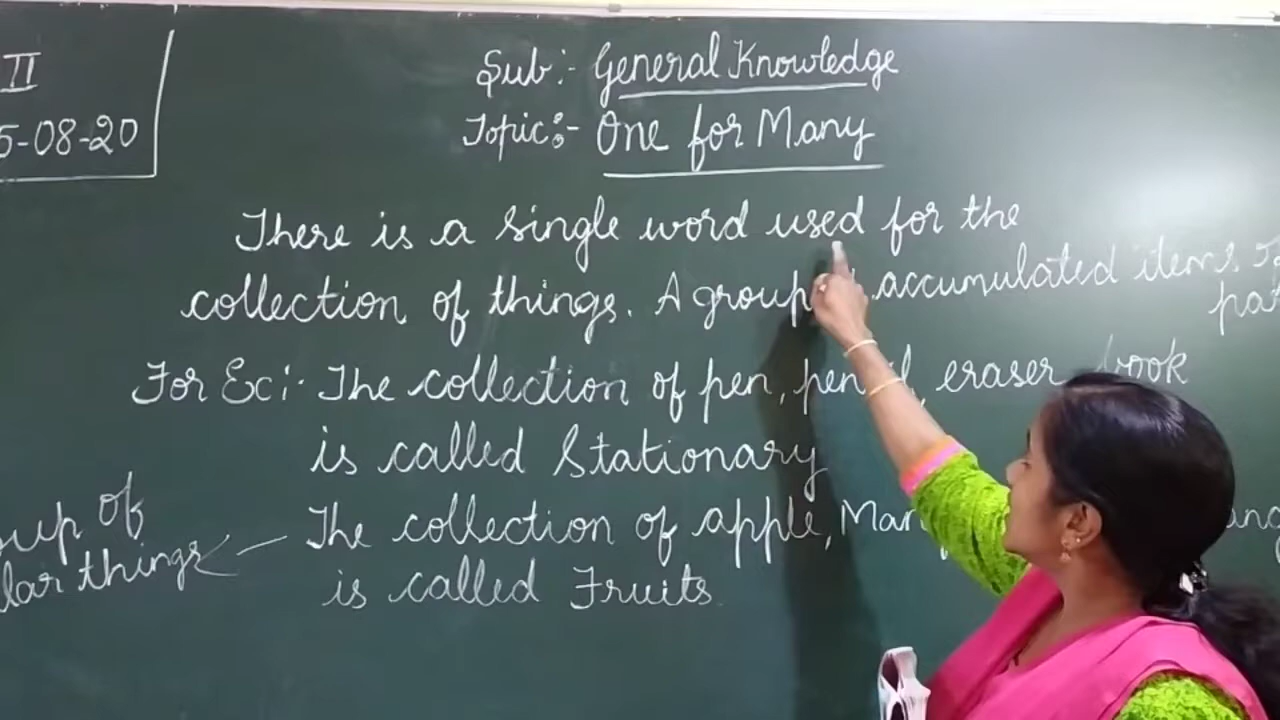 II
5-08-20
Sub:- General Knowledge
Topic:- One for Many
There is a single word used for the
collection of things. A group accumulated items
For Ex:- The collection of pen, pencil, eraser book
is called Stationary
The collection of apple,
is called Fruits.
of
things